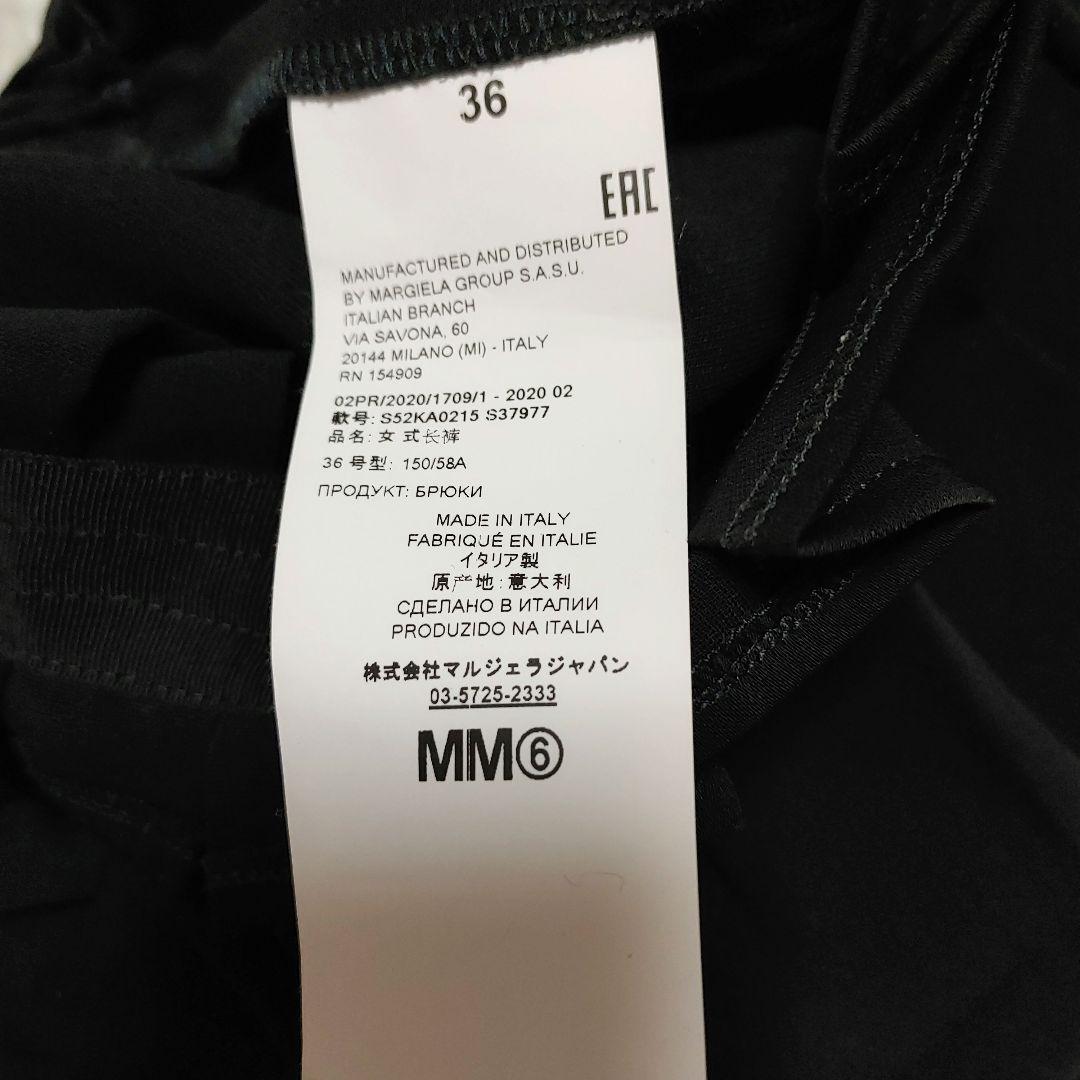 36
EAC
MANUFACTURED AND DISTRIBUTED
BY MARGIELA GROUP S.A.S.U.
ITALIAN BRANCH
VIA SAVONA, 60
20144 MILANO (MI) - ITALY
RN 154909
02PR/2020/1709/1 - 2020 02
款号: S52KA0215 S37977
品名: 女 式长裤
36 号型: 150/58A
ПРОДУКТ: БРЮКИ
MADE IN ITALY
FABRIQUÉ EN ITALIE
イタリア製
原产地: 意大利
СДЕЛАНО В ИТАЛИИ
PRODUZIDO NA ITALIA
株式会社マルジェラジャパン
03-5725-2333
MM⑥